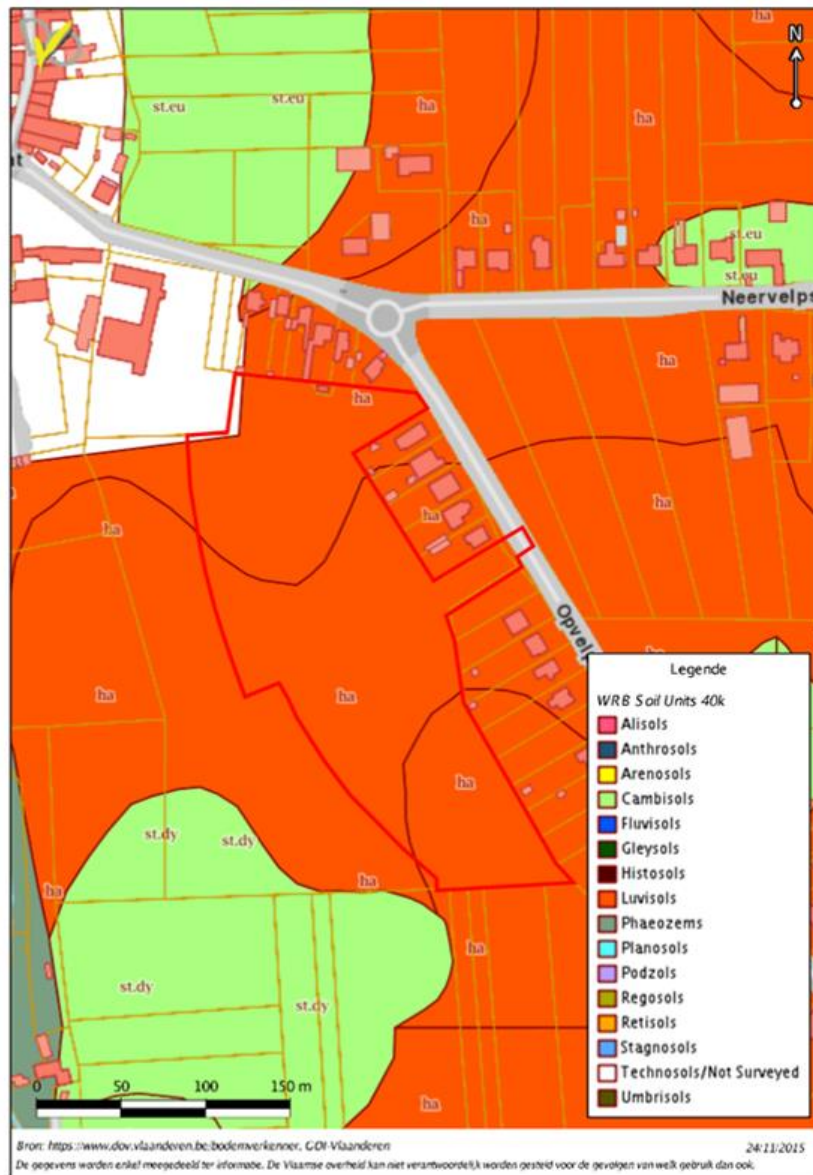 N
ha
st.eu
st.eu
ha
ha
nt
ha
st.eu
st.eu
Neervelps
ha
ha
ha
ha
ha
Opvelp
ha
ha
ha
ha
st.dy
st.dy
ha
ha
ha
st.dy
st.dy
ha
0 50 100 150 m
Legende
WRB Soil Units 40k
Alisols
Anthrosols
Arenosols
Cambisols
Fluvisols
Gleysols
Histosols
Luvisols
Phaeozems
Planosols
Podzols
Regosols
Retisols
Stagnosols
Technosols/Not Surveyed
Umbrisols
Bron: https://www.dov.vlaanderen.be/bodemverkenner, GDI-Vlaanderen
24/11/2015
De gegevens worden enkel meegedeeld ter informatie. De Vlaamse overheid kan niet verantwoordelijk worden gesteld voor de gevolgen van welk gebruik dan ook.